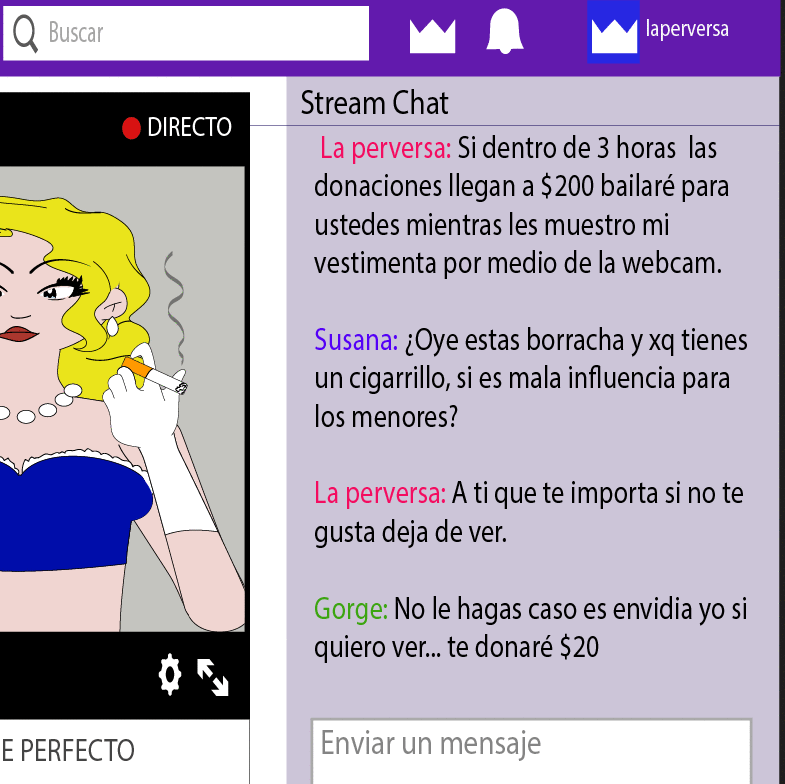 Buscar
laperversa
DIRECTO
Stream Chat
La perversa: Si dentro de 3 horas las
donaciones llegan a $200 bailaré para
ustedes mientras les muestro mi
vestimenta por medio de la webcam.
Susana: ¿Oye estas borracha y xq tienes
un cigarrillo, si es mala influencia para
los menores?
La perversa: A ti que te importa si no te
gusta deja de ver.
Gorge: No le hagas caso es envidia yo si
quiero ver... te donaré $20
Enviar un mensaje
E PERFECTO